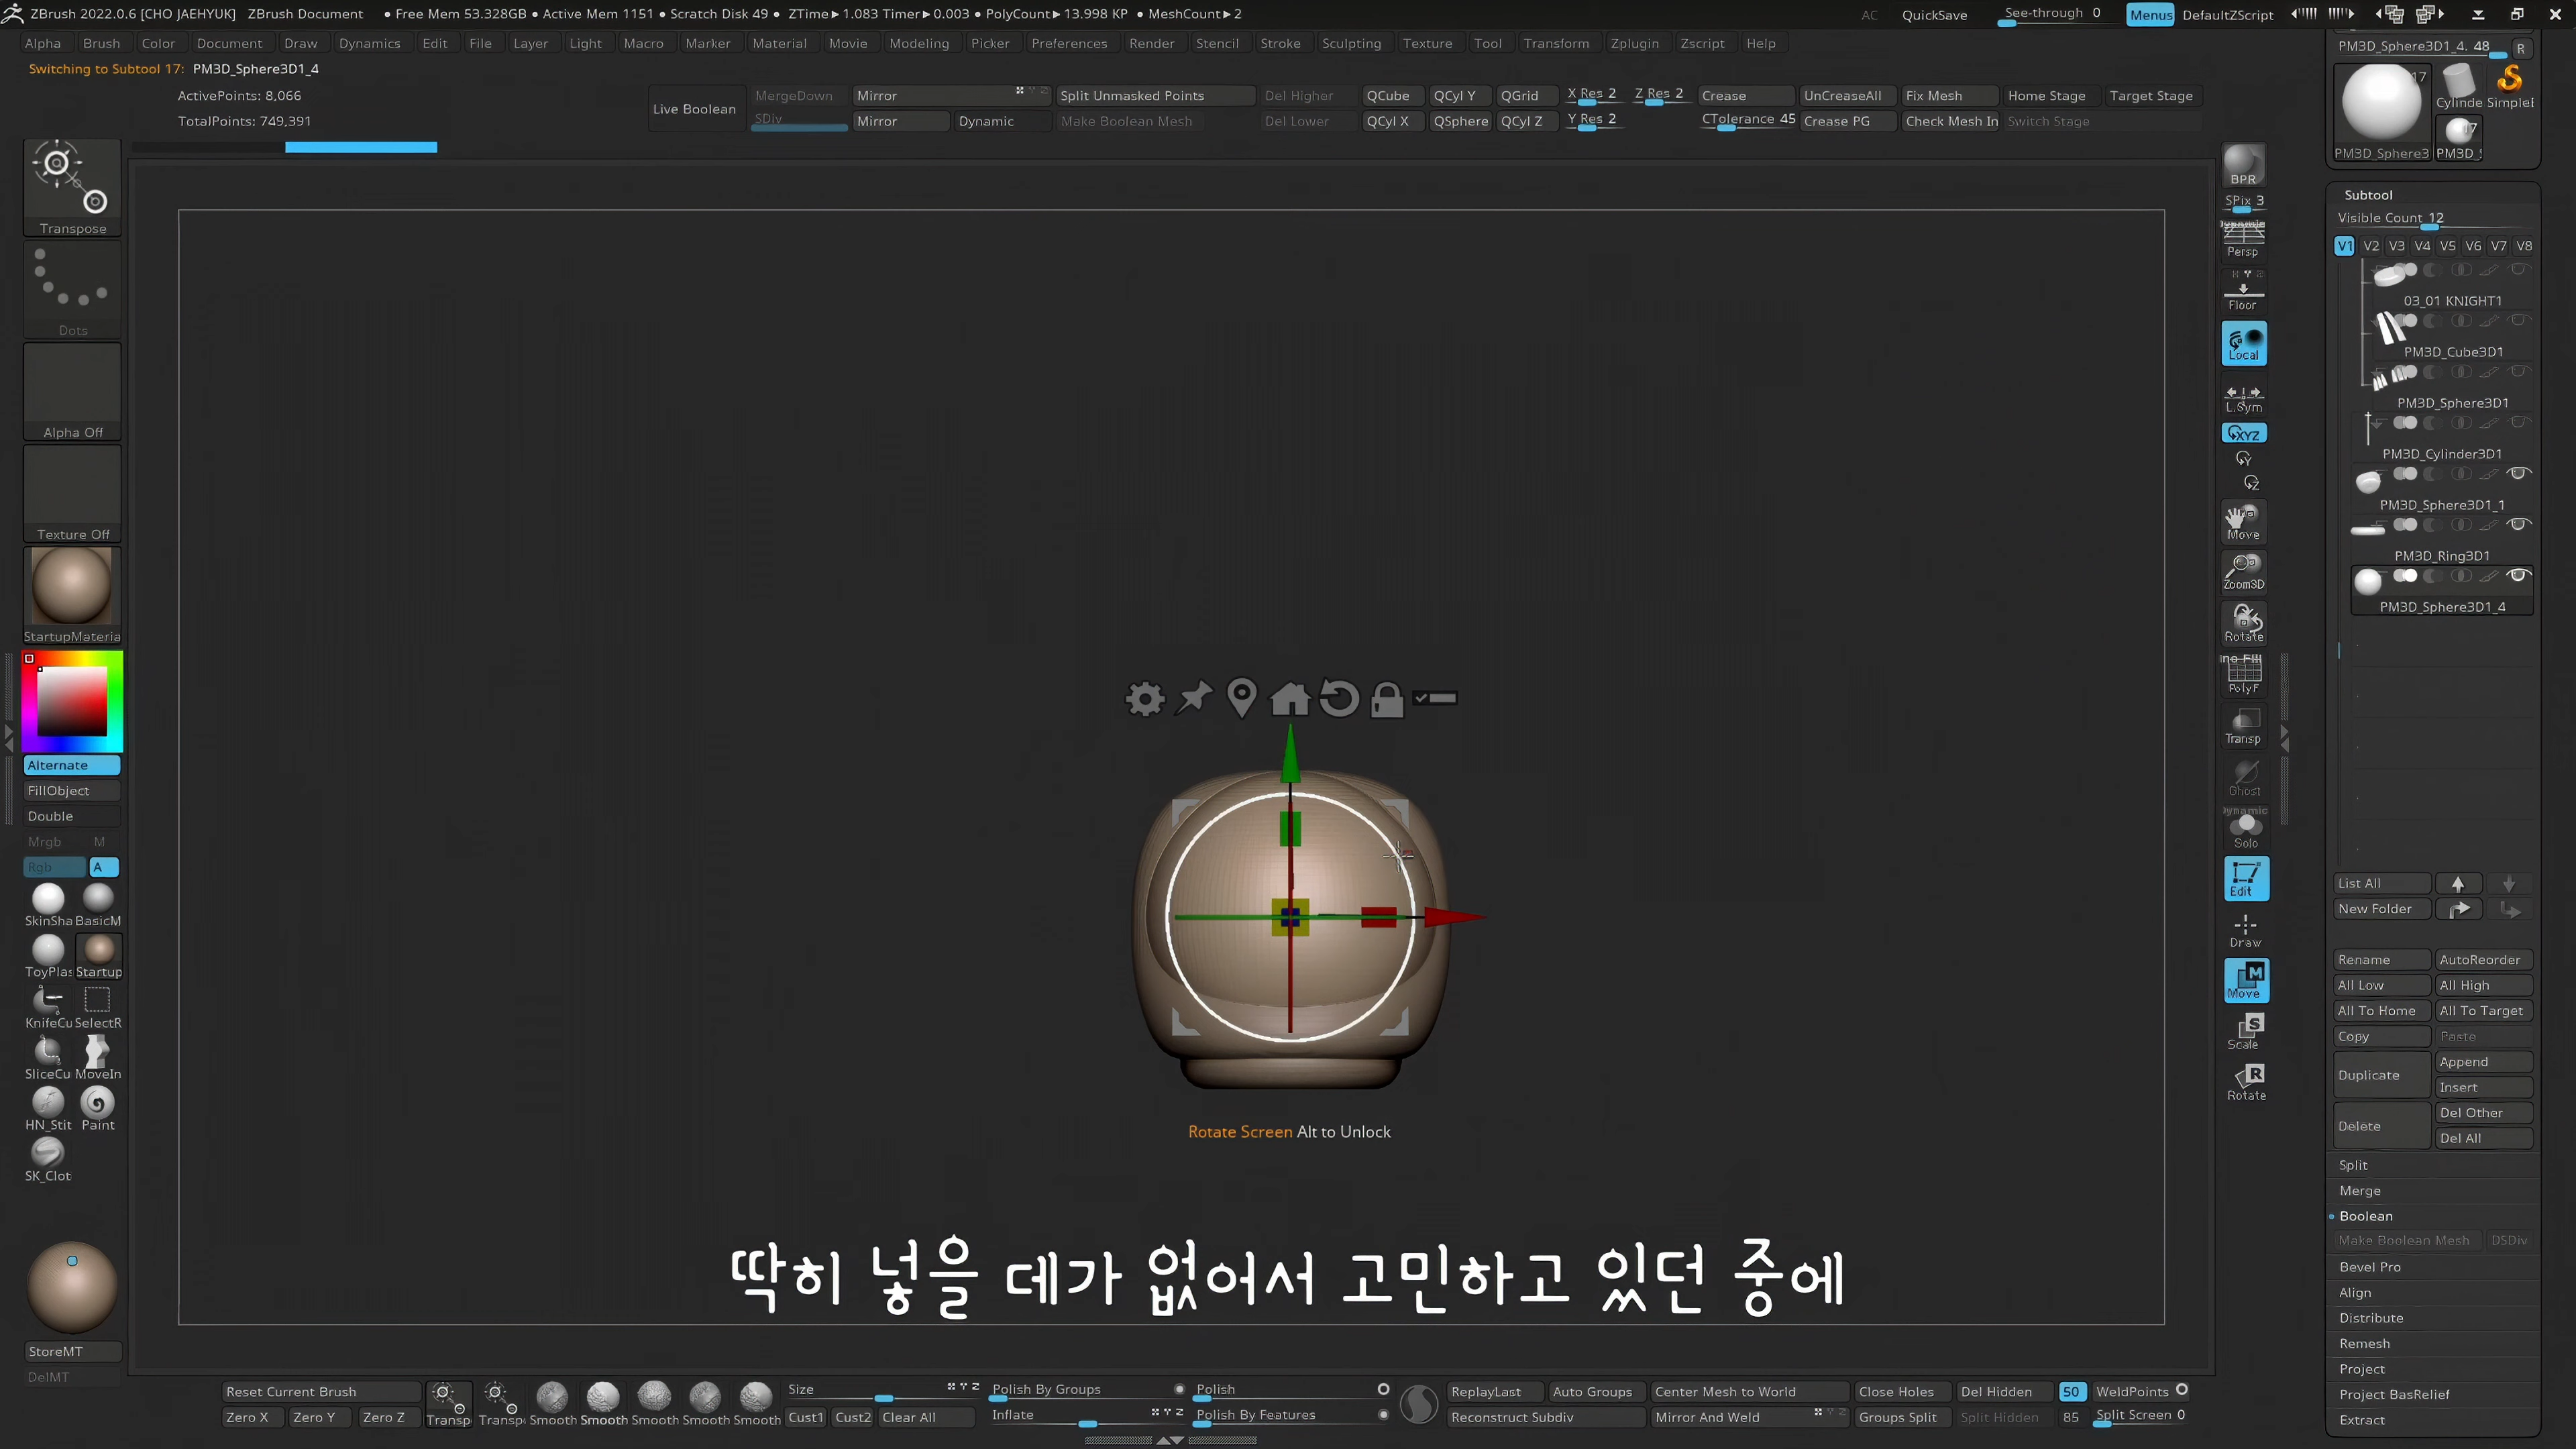 ZBrush 2022.0.6 [CHO JAEHYUK] ZBrush Document • Free Mem 53.328GB • Active Mem 1151 • Scratch Disk 49 • ZTime▸1.083 Timer▸0.003 • PolyCount▸13.998 KP • MeshCount▸2 AC QuickSave See-through 0 Menus DefaultZScript
Alpha Brush Color Document Draw Dynamics Edit File Layer Light Macro Marker Material Movie Modeling Picker Preferences Render Stencil Stroke Sculpting Texture Tool Transform Zplugin Zscript Help
Switching to Subtool 17: PM3D_Sphere3D1_4
ActivePoints: 8,066
TotalPoints: 749,391
Live Boolean
MergeDown Mirror Split Unmasked Points Del Higher QCube QCyl Y QGrid X Res 2 Z Res 2 Crease UnCreaseAll Fix Mesh Home Stage Target Stage
SDiv Mirror Dynamic Make Boolean Mesh Del Lower QCyl X QSphere QCyl Z Y Res 2 CTolerance 45 Crease PG Check Mesh In Switch Stage
Transpose
Dots
Alpha Off
Texture Off
StartupMateria
Alternate
FillObject
Double
Mrgb M
Rgb A
SkinSha BasicM
ToyPlas Startup
KnifeCu SelectR
SliceCu MoveIn
HN_Stit Paint
SK_Clot
StoreMT
DelMT
Rotate Screen Alt to Unlock
딱히 넣을 데가 없어서 고민하고 있던 중에
BPR
SPix 3
Dynamic
Persp
Floor
Local
L.Sym
XYZ
Y
Z
Move
Zoom3D
Rotate
PolyF
Transp
Ghost
Dynamic
Solo
Edit
Draw
M
Move
S
Scale
R
Rotate
PM3D_Sphere3D1_4. 48 R
17
Cylinde SimpleE
17
PM3D_Sphere3 PM3D_S
Subtool
Visible Count 12
V1 V2 V3 V4 V5 V6 V7 V8
03_01 KNIGHT1
PM3D_Cube3D1
PM3D_Sphere3D1
PM3D_Cylinder3D1
PM3D_Sphere3D1_1
PM3D_Ring3D1
PM3D_Sphere3D1_4
List All
New Folder
Rename AutoReorder
All Low All High
All To Home All To Target
Copy Paste
Duplicate Append
Insert
Delete Del Other
Del All
Split
Merge
Boolean
Make Boolean Mesh DSDiv
Bevel Pro
Align
Distribute
Remesh
Project
Project BasRelief
Extract
Reset Current Brush
Zero X Zero Y Zero Z Transp Transp Smooth Smooth Smooth Smooth Smooth
Size Polish By Groups Polish ReplayLast Auto Groups Center Mesh to World Close Holes Del Hidden 50 WeldPoints
Cust1 Cust2 Clear All Inflate Polish By Features Reconstruct Subdiv Mirror And Weld Groups Split Split Hidden 85 Split Screen 0